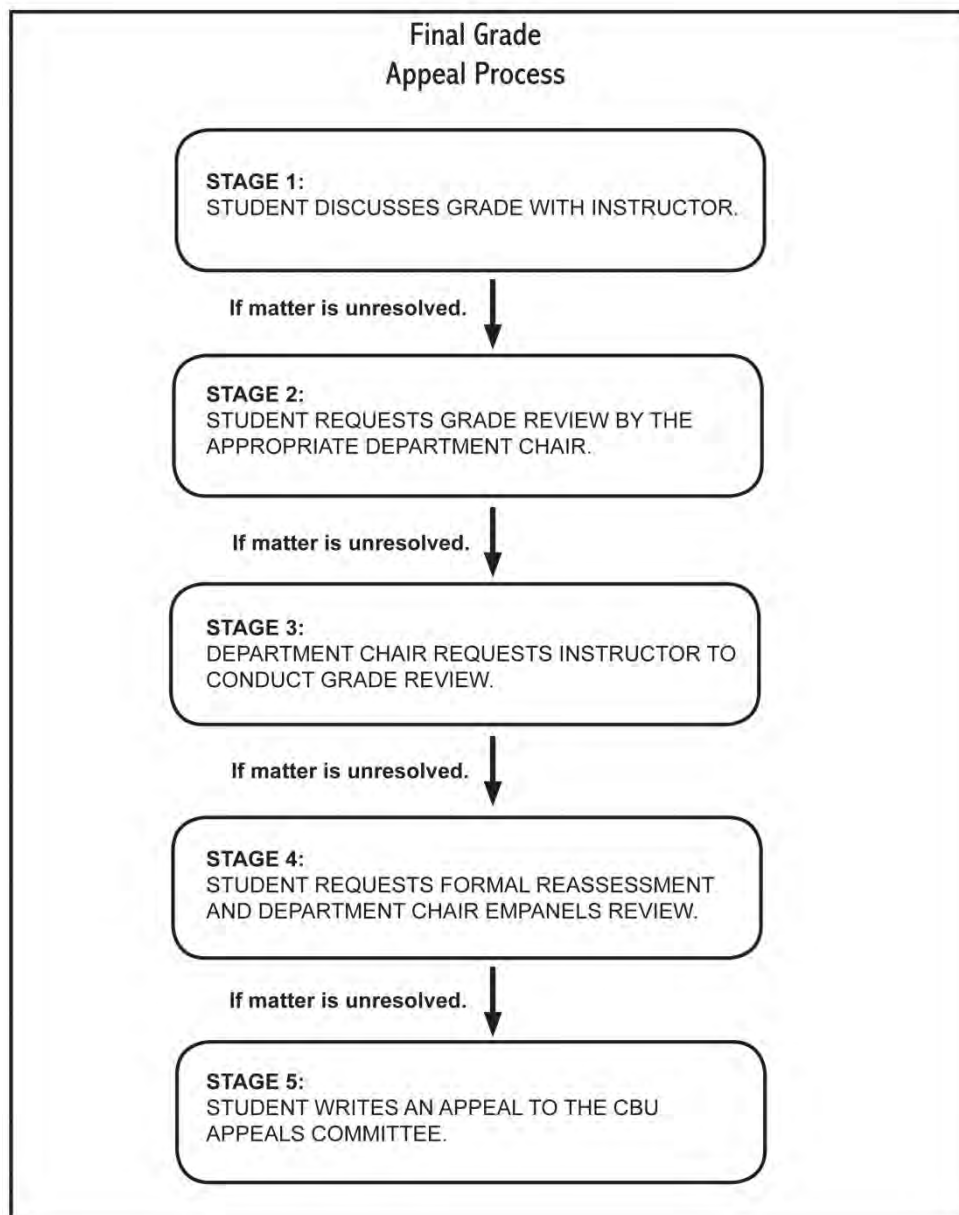 Final Grade
Appeal Process
STAGE 1:
STUDENT DISCUSSES GRADE WITH INSTRUCTOR.
If matter is unresolved.
STAGE 2:
STUDENT REQUESTS GRADE REVIEW BY THE
APPROPRIATE DEPARTMENT CHAIR.
If matter is unresolved.
STAGE 3:
DEPARTMENT CHAIR REQUESTS INSTRUCTOR TO
CONDUCT GRADE REVIEW.
If matter is unresolved.
STAGE 4:
STUDENT REQUESTS FORMAL REASSESSMENT
AND DEPARTMENT CHAIR EMPANELS REVIEW.
If matter is unresolved.
STAGE 5:
STUDENT WRITES AN APPEAL TO THE CBU
APPEALS COMMITTEE.